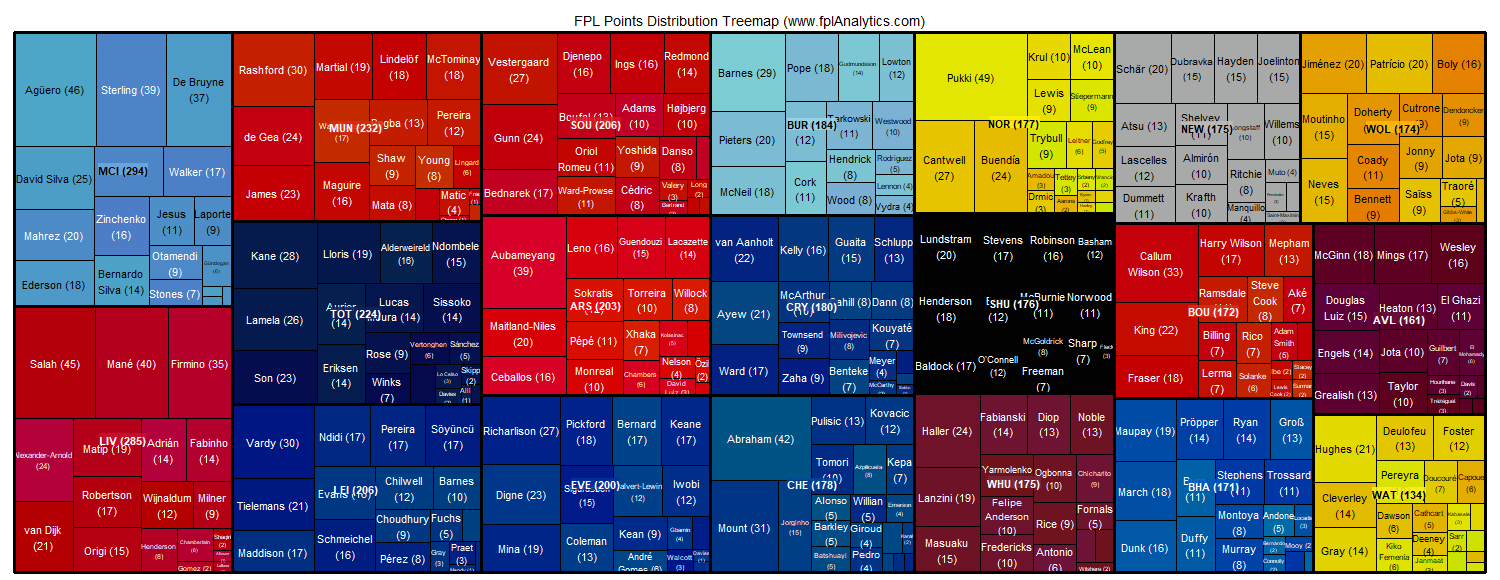 FPL Points Distribution Treemap (www.fplAnalytics.com)
Agüero (46)
Sterling (39)
De Bruyne
(37)
David Silva (25)
MCI (294)
Walker (17)
Mahrez (20)
Zinchenko
(16)
Jesus
(11)
Laporte
(9)
Otamendi
(9)
Ederson (18)
Bernardo
Silva (14)
Stones (7)
Salah (45)
Mané (40)
Firmino (35)
Alexander-Arnold
(24)
LIV (285)
Matip (19)
Adrián
(14)
Fabinho
(14)
Robertson
(17)
Wijnaldum
(12)
Milner
(9)
van Dijk
(21)
Origi (15)
Henderson
(8)
Chamberlain
(6)
Shaqiri
(2)
Gomez (2)
Rashford (30)
Martial (19)
Lindelöf
(18)
McTominay
(18)
de Gea (24)
MUN (232)
Pogba (13)
Pereira
(12)
James (23)
Shaw
(9)
Young
(8)
Lingard
(6)
Maguire
(16)
Mata (8)
Matic
(4)
Kane (28)
Lloris (19)
Alderweireld
(16)
Ndombele
(15)
Lamela (26)
TOT (224)
(14)
Lucas
Moura (14)
Sissoko
(14)
Son (23)
Eriksen
(14)
Rose (9)
Vertonghen
(6)
Sánchez
(5)
Winks
(7)
Lo Celso
(3)
Skipp
(2)
Davies
Alli
(1)
Vardy (30)
Ndidi (17)
Pereira
(17)
Söyüncü
(17)
Tielemans (21)
LEI (206)
Evans (16)
Chilwell
(12)
Barnes
(10)
Choudhury
(9)
Fuchs
(5)
Maddison (17)
Schmeichel
(16)
Pérez (8)
Gray
(3)
Praet
(3)
Vestergaard
(27)
Djenepo
(16)
Ings (16)
Redmond
(14)
Gunn (24)
SOU (206)
Adams
(10)
Højbjerg
(10)
Oriol
Romeu (11)
Yoshida
(9)
Danso
(8)
Bednarek (17)
Ward-Prowse
(11)
Cédric
(8)
Valery
(3)
Long
(2)
Bertrand
Aubameyang
(39)
Leno (16)
Guendouzi
(15)
Lacazette
(14)
Sokratis
ARS (203)
Torreira
(10)
Willock
(8)
Maitland-Niles
(20)
Pépé (11)
Xhaka
(7)
Kolasinac
Ceballos (16)
Monreal
(10)
Chambers
(6)
Nelson
(4)
Özil
(2)
David
Luiz (3)
Richarlison (27)
Pickford
(18)
Bernard
(17)
Keane
(17)
Digne (23)
EVE (200)
Sigurdsson
(15)
Calvert-Lewin
(12)
Iwobi
(12)
Mina (19)
Coleman
(13)
Kean (9)
Gbamin
(4)
André
Gomes (6)
Walcott
(3)
Barnes (29)
Pope (18)
Gudmundsson
(14)
Lowton
(12)
Pieters (20)
BUR (184)
(12)
Tarkowski
(11)
Westwood
(10)
Hendrick
(8)
Rodriguez
(5)
McNeil (18)
Cork
(11)
Wood (8)
Lennon (4)
Vydra (4)
van Aanholt
(22)
Kelly (16)
Guaita
(15)
Schlupp
(13)
Ayew (21)
McArthur
(10)
CRY (180)
Cahill (8)
Dann (8)
Townsend
(9)
Milivojevic
(8)
Kouyaté
(7)
Ward (17)
Zaha (9)
Benteke
(7)
Meyer
(4)
McCarthy
Abraham (42)
Pulisic (13)
Kovacic
(12)
Tomori
(10)
Azpilicueta
(8)
Kepa
(7)
CHE (178)
Mount (31)
Jorginho
(15)
Alonso
(5)
Willian
(5)
Emerson
(4)
Barkley
(5)
Giroud
(4)
Batshuayi
(5)
Pedro
(4)
Pukki (49)
Krul (10)
McLean
(10)
Lewis
(9)
Stiepermann
(9)
NOR (177)
Cantwell
(27)
Buendía
(24)
Trybull
(9)
Leitner
(6)
Godfrey
(5)
Amadou
(3)
Tettey
(3)
Drmic
(3)
Lundstram
(20)
Stevens
(17)
Robinson
(16)
Basham
(12)
Henderson
(18)
SHU (176)
(12)
McBurnie
(11)
Norwood
(11)
McGoldrick
(8)
Sharp
(7)
Fleck
(3)
Baldock (17)
O'Connell
(12)
Freeman
(7)
Haller (24)
Fabianski
(14)
Diop
(13)
Noble
(13)
Lanzini (19)
Yarmolenko
(10)
WHU (175)
Ogbonna
(10)
Chicharito
(9)
Felipe
Anderson
(10)
Rice (9)
Fornals
(5)
Masuaku
(15)
Fredericks
(10)
Antonio
(6)
Wilshere (2)
Schär (20)
Dubravka
(15)
Hayden
(15)
Joelinton
(15)
Atsu (13)
Shelvey
(11)
NEW (175)
Longstaff
(10)
Willems
(10)
Lascelles
(12)
Almirón
(10)
Ritchie
(8)
Muto (4)
Dummett
(11)
Krafth
(10)
Manquillo
(4)
Saint-Maximin
Callum
Wilson (33)
Harry Wilson
(17)
Mepham
(13)
Ramsdale
(11)
Steve
Cook (8)
Aké
(7)
BOU (172)
King (22)
Billing
(7)
Rico
(7)
Adam
Smith
(5)
Fraser (18)
Lerma
(7)
Solanke
(6)
Ibe (2)
Stacey
(2)
Lewis
Cook (2)
Surman
Maupay (19)
Pröpper
(14)
Ryan
(14)
Groß
(13)
March (18)
(11)
Stephens
(11)
BHA (171)
Trossard
(11)
Montoya
(8)
Andone
(5)
Locadia
(3)
Dunk (16)
Duffy
(11)
Murray
(8)
Bernardo
(2)
Mooy (2)
Connolly
(2)
Jiménez (20)
Patrício (20)
Boly (16)
Moutinho
(15)
Doherty
Cutrone
(9)
Dendoncker
(9)
WOL (174)
Neves
(15)
Coady
(11)
Jonny
(9)
Jota (9)
Bennett
(9)
Saïss
(9)
Traoré
(5)
Gibbs-White
(3)
McGinn (18)
Mings (17)
Wesley
(16)
Douglas
Luiz (15)
Heaton (13)
AVL (161)
El Ghazi
(11)
Engels (14)
Jota (10)
Guilbert
(7)
El
Mohamady
(6)
Grealish (13)
Taylor
(10)
Hourihane
(3)
Davis
(2)
Trézéguet
(3)
Hughes (21)
Deulofeu
(13)
Foster
(12)
Pereyra
Doucouré
(7)
Capoue
(6)
WAT (134)
Cleverley
(14)
Dawson
(6)
Cathcart
(5)
Kabasele
(3)
Gray (14)
Kiko
Femenía
(6)
Deeney
(4)
Sarr
(2)
Janmaat
(3)